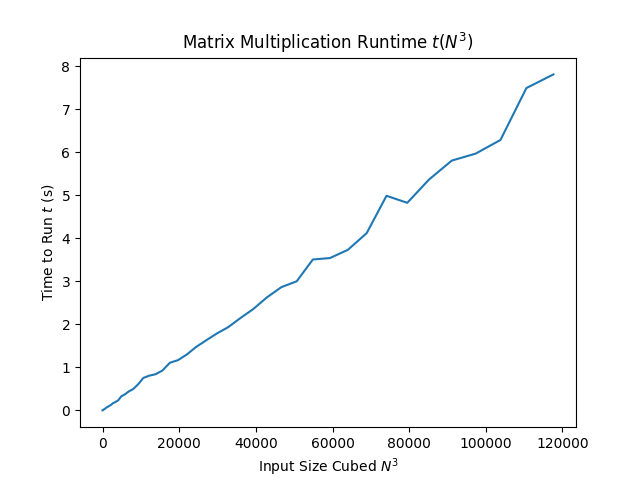 Matrix Multiplication Runtime t(N³)
8
7
6
5
4
3
2
1
0
Time to Run t (s)
0 20000 40000 60000 80000 100000 120000
Input Size Cubed N³